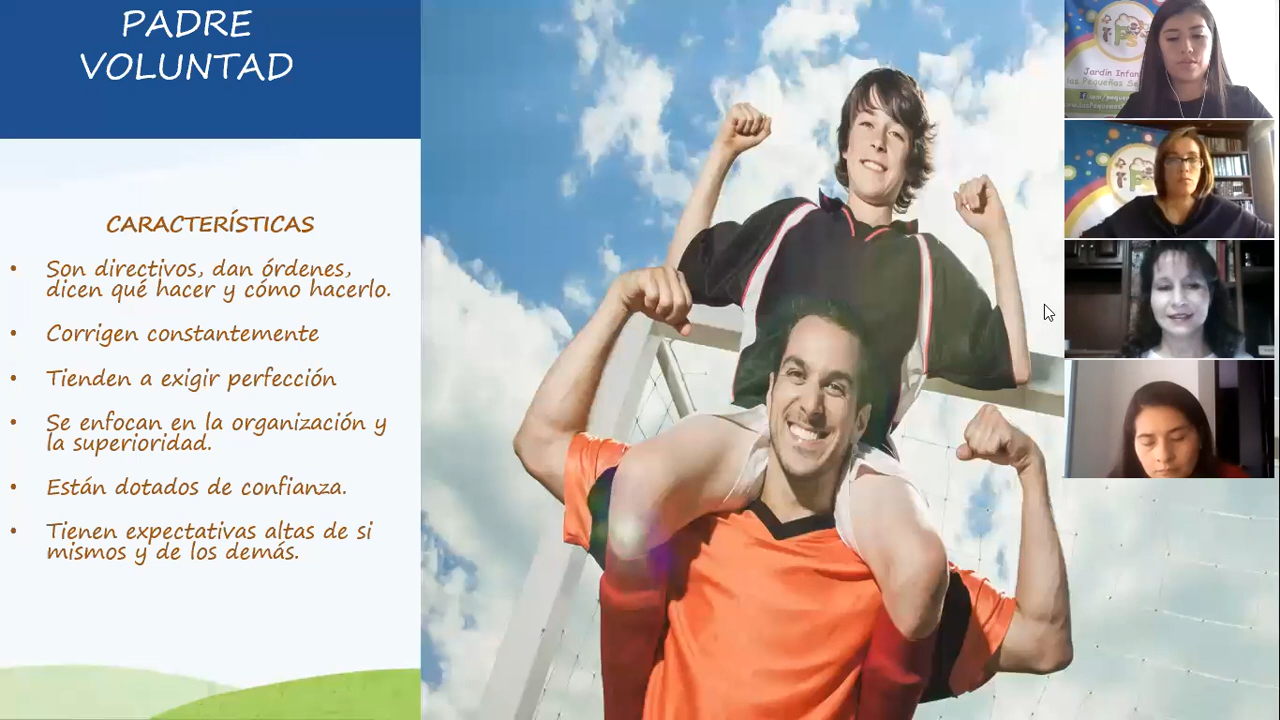 PADRE
VOLUNTAD
CARACTERÍSTICAS
• Son directivos, dan órdenes,
dicen qué hacer y cómo hacerlo.
• Corrigen constantemente
• Tienden a exigir perfección
• Se enfocan en la organización y
la superioridad.
• Están dotados de confianza.
• Tienen expectativas altas de si
mismos y de los demás.
Jardín